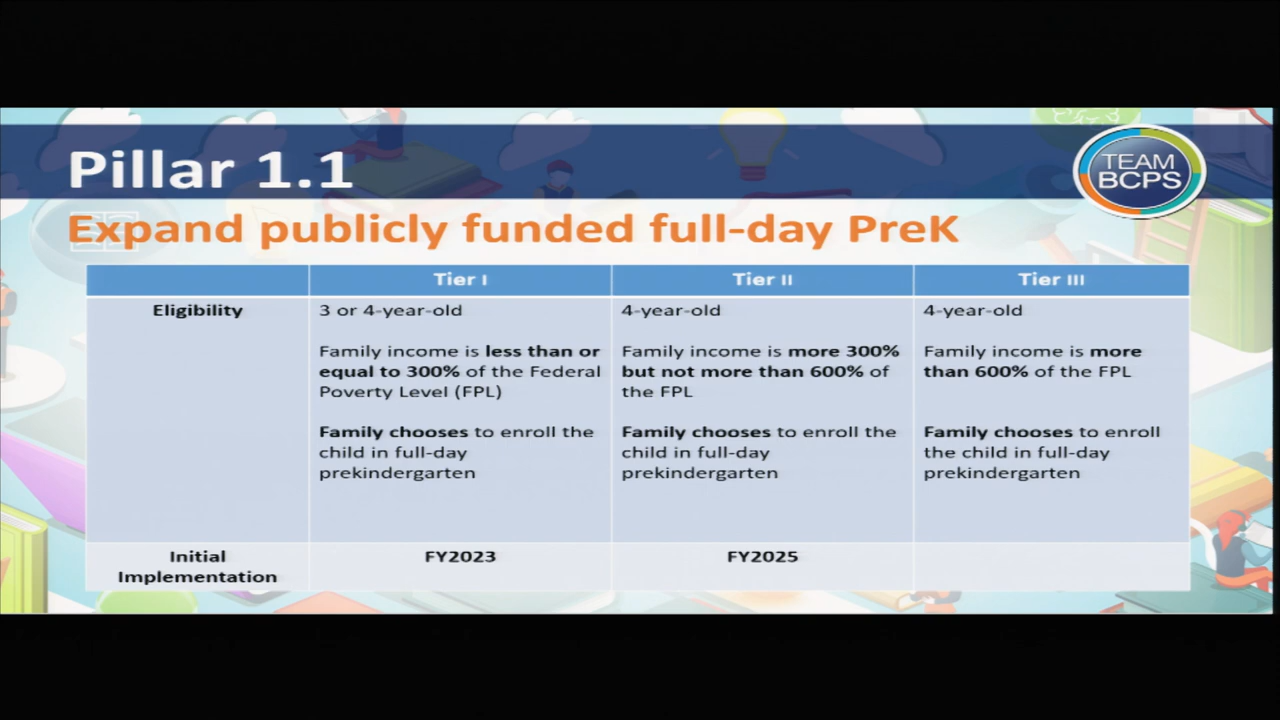 Pillar 1.1
TEAM
BCPS
Expand publicly funded full-day PreK
Tier I
Tier II
Tier III
Eligibility
3 or 4-year-old
Family income is less than or
equal to 300% of the Federal
Poverty Level (FPL)
Family chooses to enroll the
child in full-day
prekindergarten
4-year-old
Family income is more 300%
but not more than 600% of
the FPL
Family chooses to enroll the
child in full-day
prekindergarten
4-year-old
Family income is more
than 600% of the FPL
Family chooses to enroll
the child in full-day
prekindergarten
Initial
Implementation
FY2023
FY2025